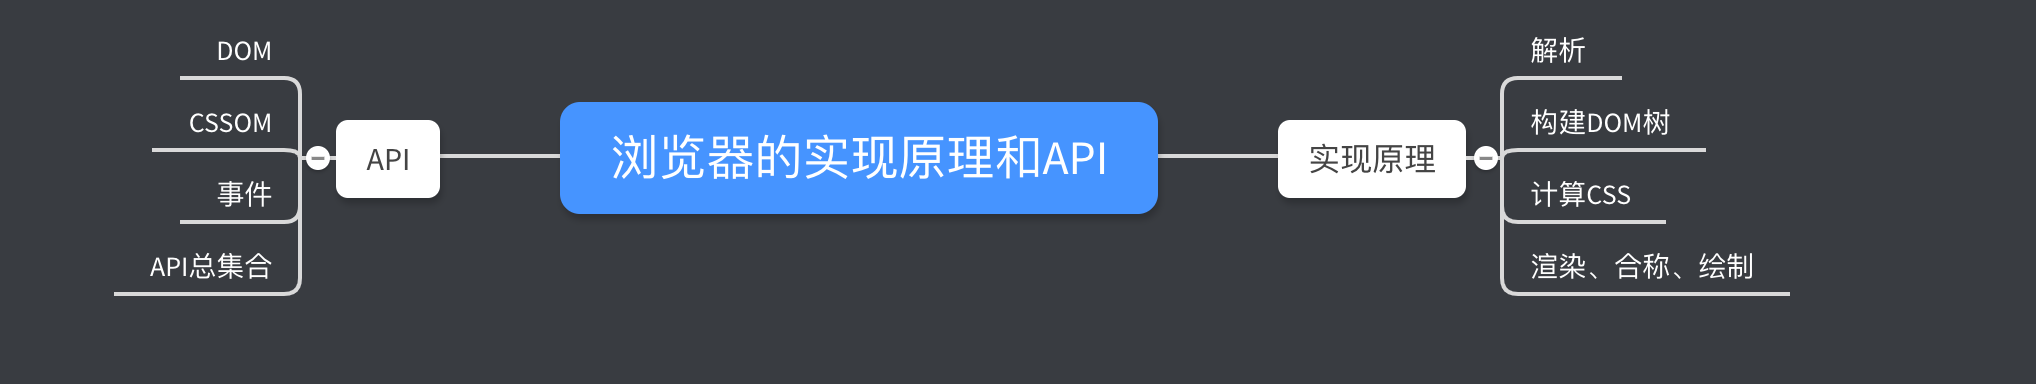 DOM
CSSOM
事件
API总集合
API
浏览器的实现原理和API
实现原理
解析
构建DOM树
计算CSS
渲染、合称、绘制